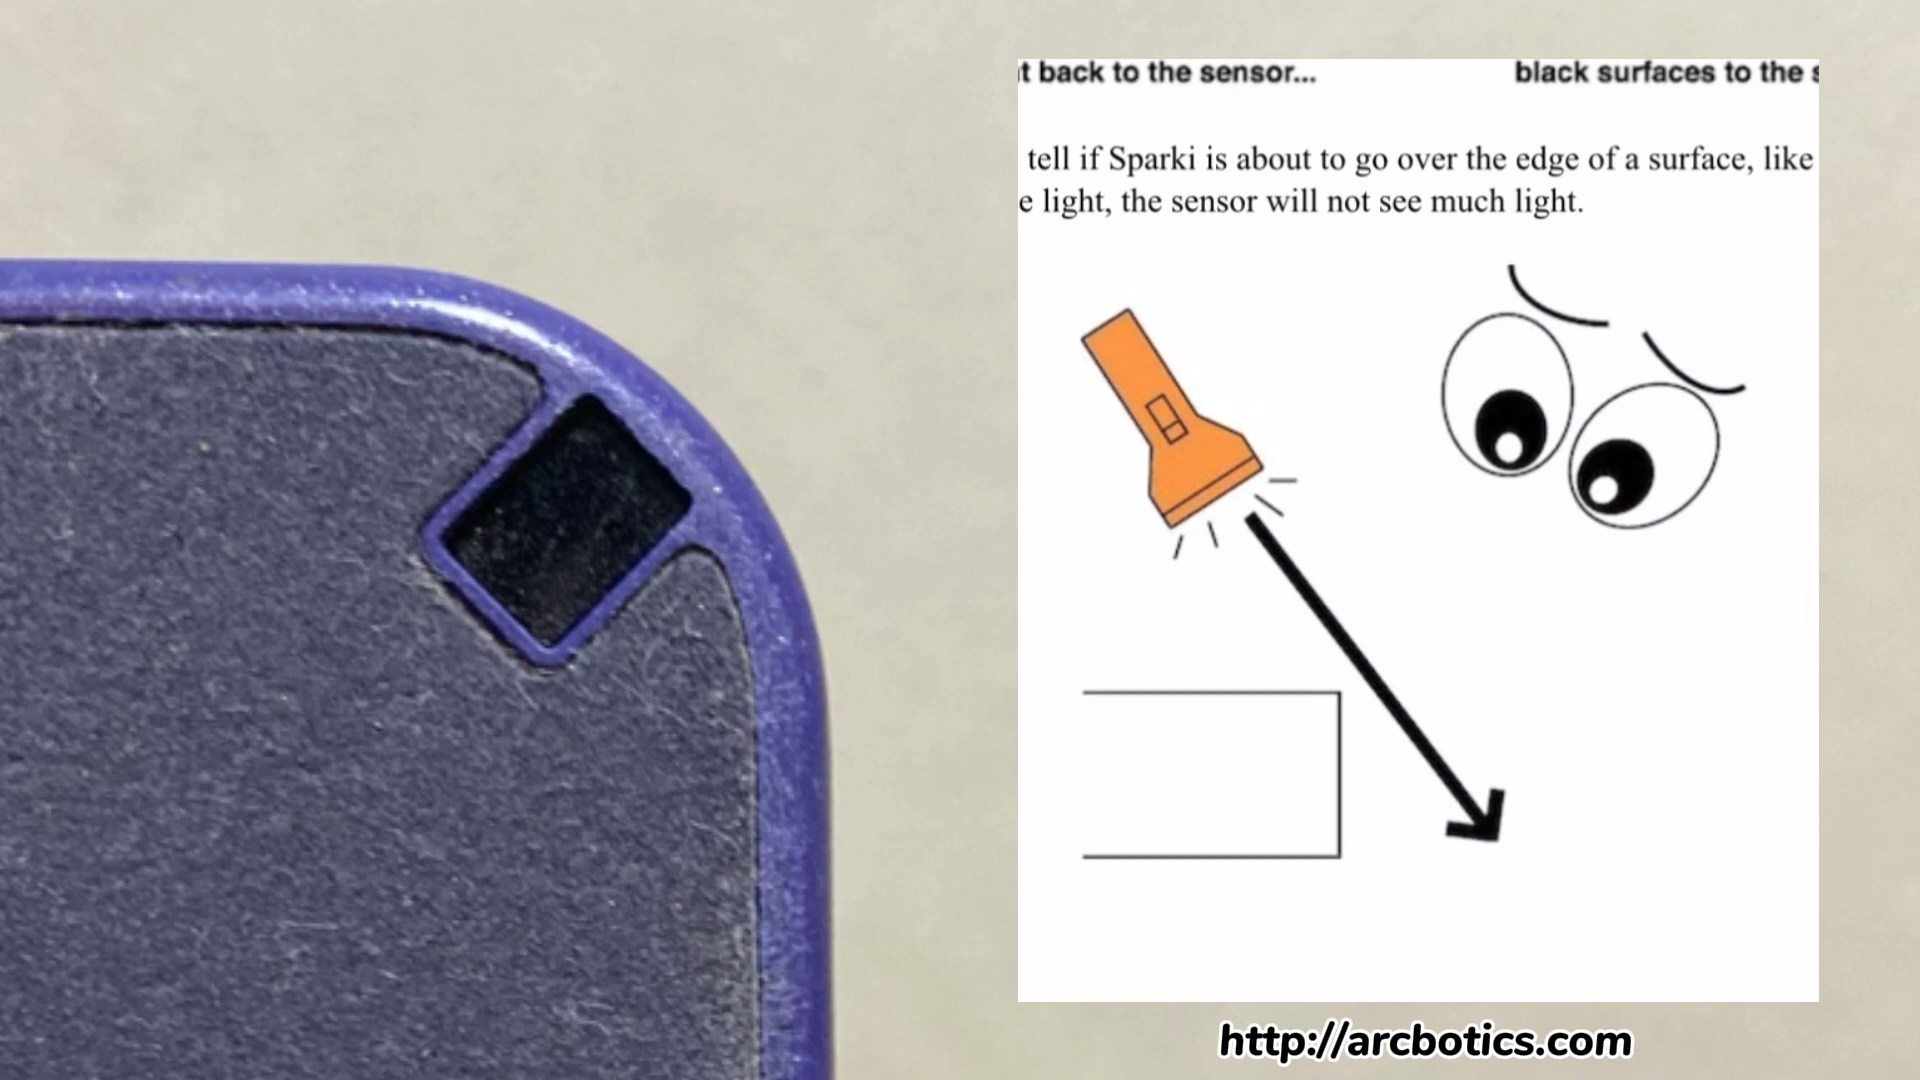 t back to the sensor...
black surfaces to the s
tell if Sparki is about to go over the edge of a surface, like
e light, the sensor will not see much light.
http://arcbotics.com